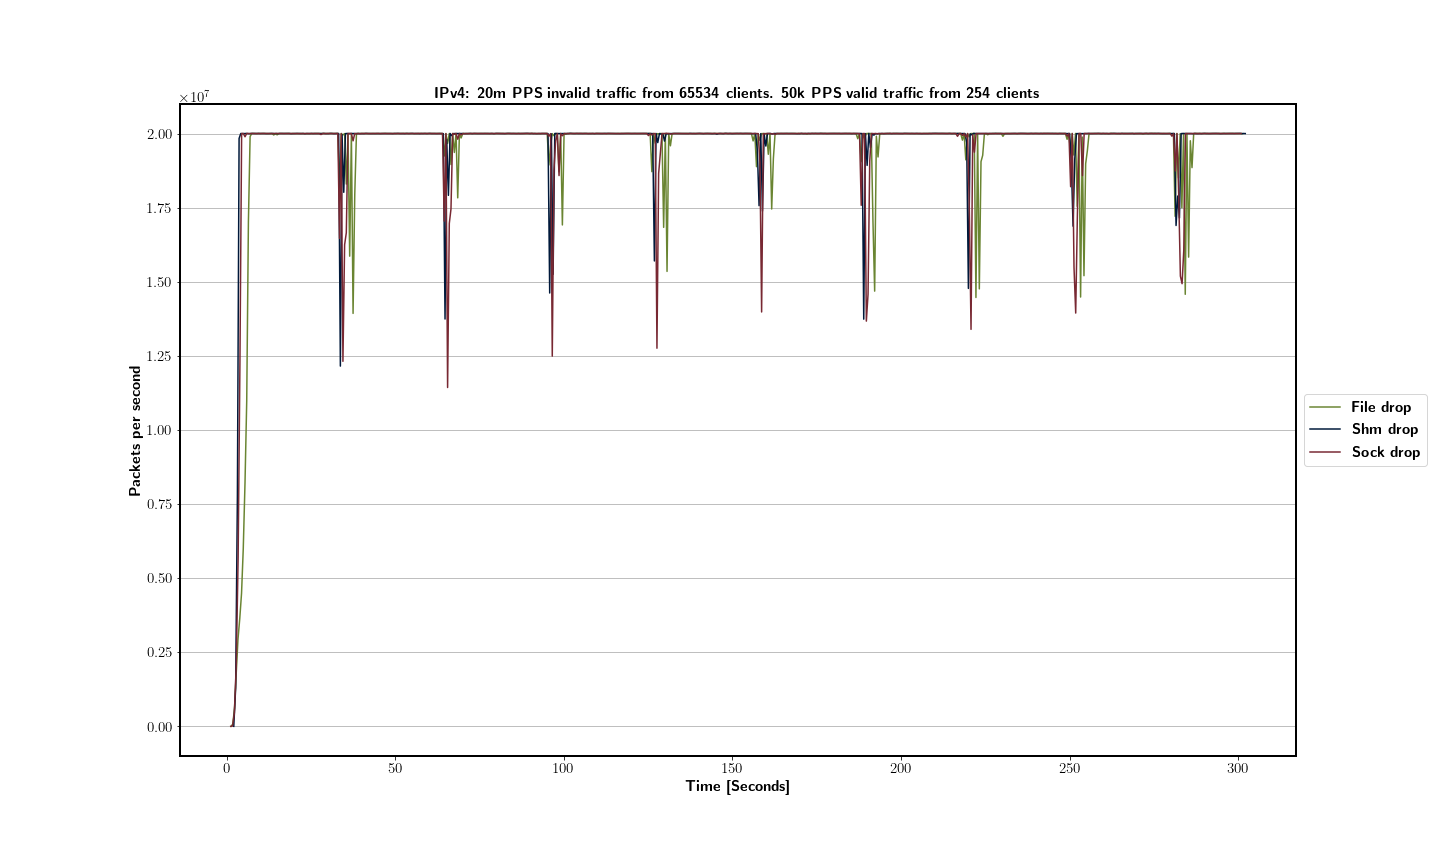 IPv4: 20m PPS invalid traffic from 65534 clients. 50k PPS valid traffic from 254 clients
×10⁷
2.00
1.75
1.50
1.25
1.00
0.75
0.50
0.25
0.00
Packets per second
0 50 100 150 200 250 300
Time [Seconds]
File drop
Shm drop
Sock drop